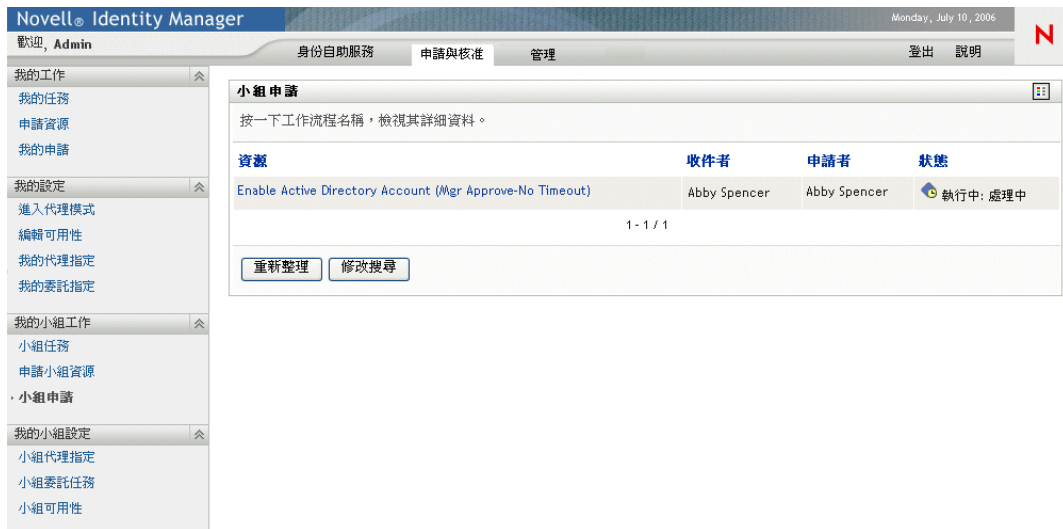 Novell® Identity Manager
Monday, July 10, 2006
N
歡迎, Admin
身份自助服務 申請與核准 管理 登出 說明
我的工作
我的任務
申請資源
我的申請
我的設定
進入代理模式
編輯可用性
我的代理指定
我的委託指定
我的小組工作
小組任務
申請小組資源
小組申請
我的小組設定
小組代理指定
小組委託任務
小組可用性
小組申請
按一下工作流程名稱，檢視其詳細資料。
資源 收件者 申請者 狀態
Enable Active Directory Account (Mgr Approve-No Timeout) Abby Spencer Abby Spencer 執行中: 處理中
1 - 1 / 1
重新整理 修改搜尋